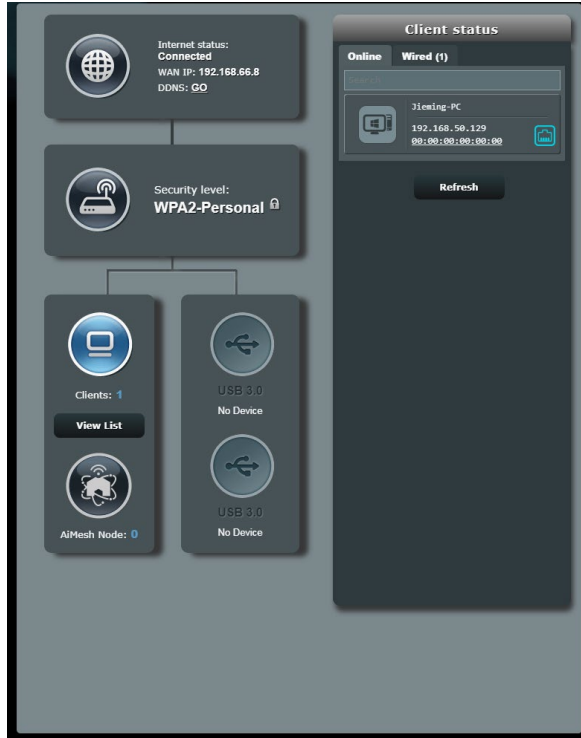 Internet status:
Connected
WAN IP: 192.168.66.8
DDNS: GO
Security level:
WPA2-Personal
Clients: 1
View List
AiMesh Node: 0
USB 3.0
No Device
USB 3.0
No Device
Client status
Online Wired (1)
Search
Jieming-PC
192.168.50.129
00:00:00:00:00:00
Refresh